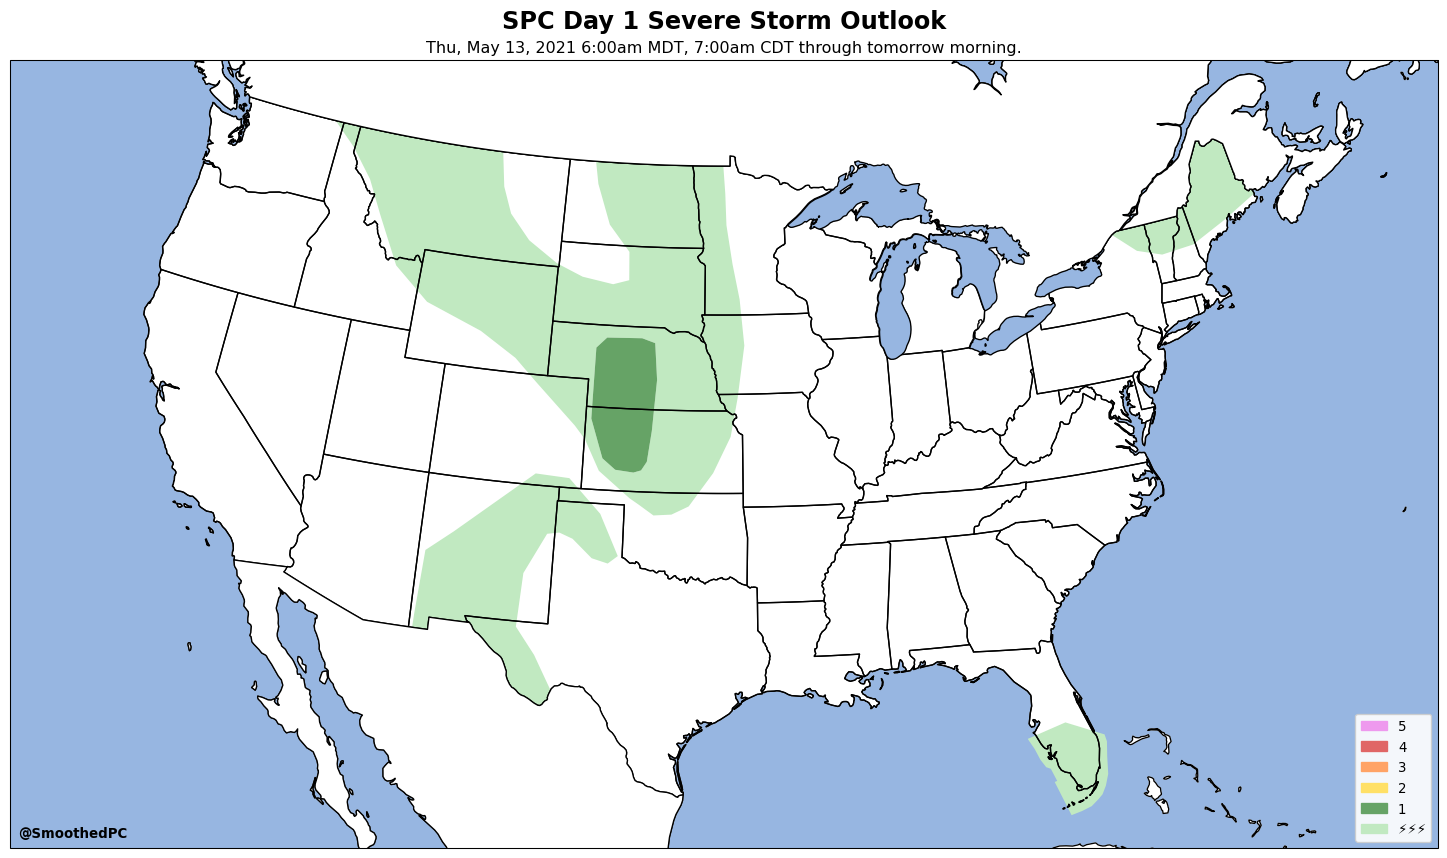 SPC Day 1 Severe Storm Outlook
Thu, May 13, 2021 6:00am MDT, 7:00am CDT through tomorrow morning.
5
4
3
2
1
⚡⚡⚡
@SmoothedPC